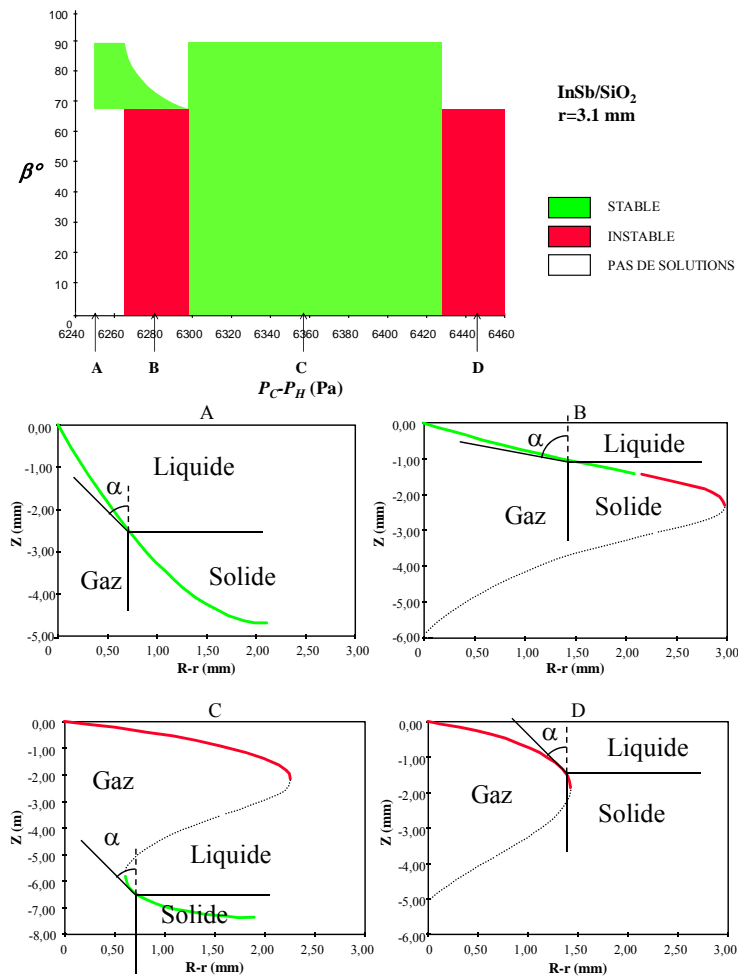 100
90
80
70
60
50
40
30
20
10
0
β°
6240 6260 6280 6300 6320 6340 6360 6380 6400 6420 6440 6460
A B C D
P_C-P_H (Pa)
InSb/SiO₂
r=3.1 mm
STABLE
INSTABLE
PAS DE SOLUTIONS
A
0,00
-1,00
-2,00
-3,00
-4,00
-5,00
Z (mm)
α
Liquide
Gaz
Solide
0,00 0,50 1,00 1,50 2,00 2,50 3,00
R-r (mm)
B
0,00
-1,00
-2,00
-3,00
-4,00
-5,00
-6,00
Z (mm)
α
Liquide
Gaz
Solide
0,00 0,50 1,00 1,50 2,00 2,50 3,00
R-r (mm)
C
0,00
-1,00
-2,00
-3,00
-4,00
-5,00
-6,00
-7,00
-8,00
Z (m)
Gaz
α
Liquide
Solide
0,00 0,50 1,00 1,50 2,00 2,50 3,00
R-r (mm)
D
0,00
-1,00
-2,00
-3,00
-4,00
-5,00
-6,00
Z (mm)
α
Liquide
Gaz
Solide
0,00 0,50 1,00 1,50 2,00 2,50 3,00
R-r (mm)